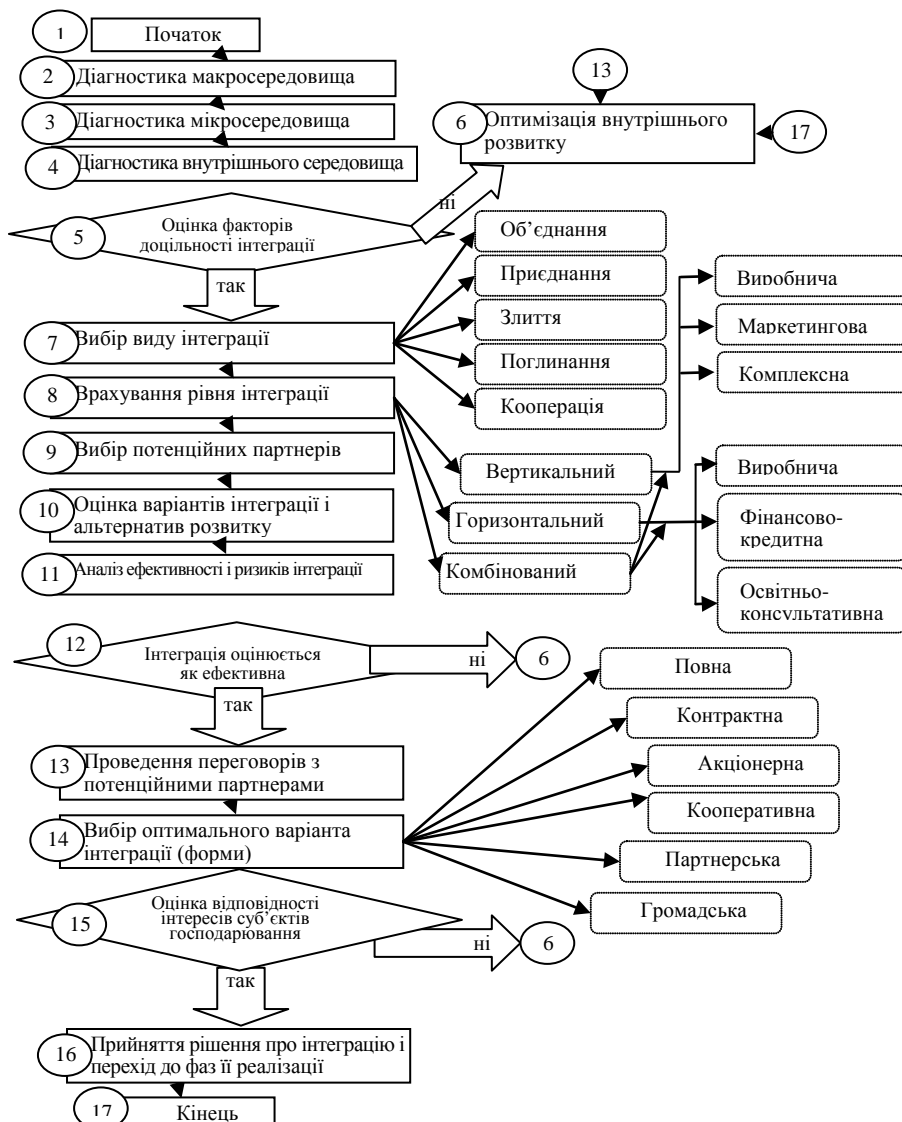 1
Початок
2
Діагностика макросередовища
3
Діагностика мікросередовища
4
Діагностика внутрішнього середовища
13
6
Оптимізація внутрішнього
розвитку
17
ні
5
Оцінка факторів
доцільності інтеграції
так
7
Вибір виду інтеграції
Об’єднання
Приєднання
Злиття
Поглинання
Кооперація
8
Врахування рівня інтеграції
Вертикальний
Горизонтальний
Комбінований
Виробнича
Маркетингова
Комплексна
Виробнича
Фінансово-
кредитна
Освітньо-
консультативна
9
Вибір потенційних партнерів
10
Оцінка варіантів інтеграції і
альтернатив розвитку
11
Аналіз ефективності і ризиків інтеграції
12
Інтеграція оцінюється
як ефективна
ні
6
так
13
Проведення переговорів з
потенційними партнерами
14
Вибір оптимального варіанта
інтеграції (форми)
Повна
Контрактна
Акціонерна
Кооперативна
Партнерська
Громадська
15
Оцінка відповідності
інтересів суб’єктів
господарювання
ні
6
так
16
Прийняття рішення про інтеграцію і
перехід до фаз її реалізації
17
Кінець